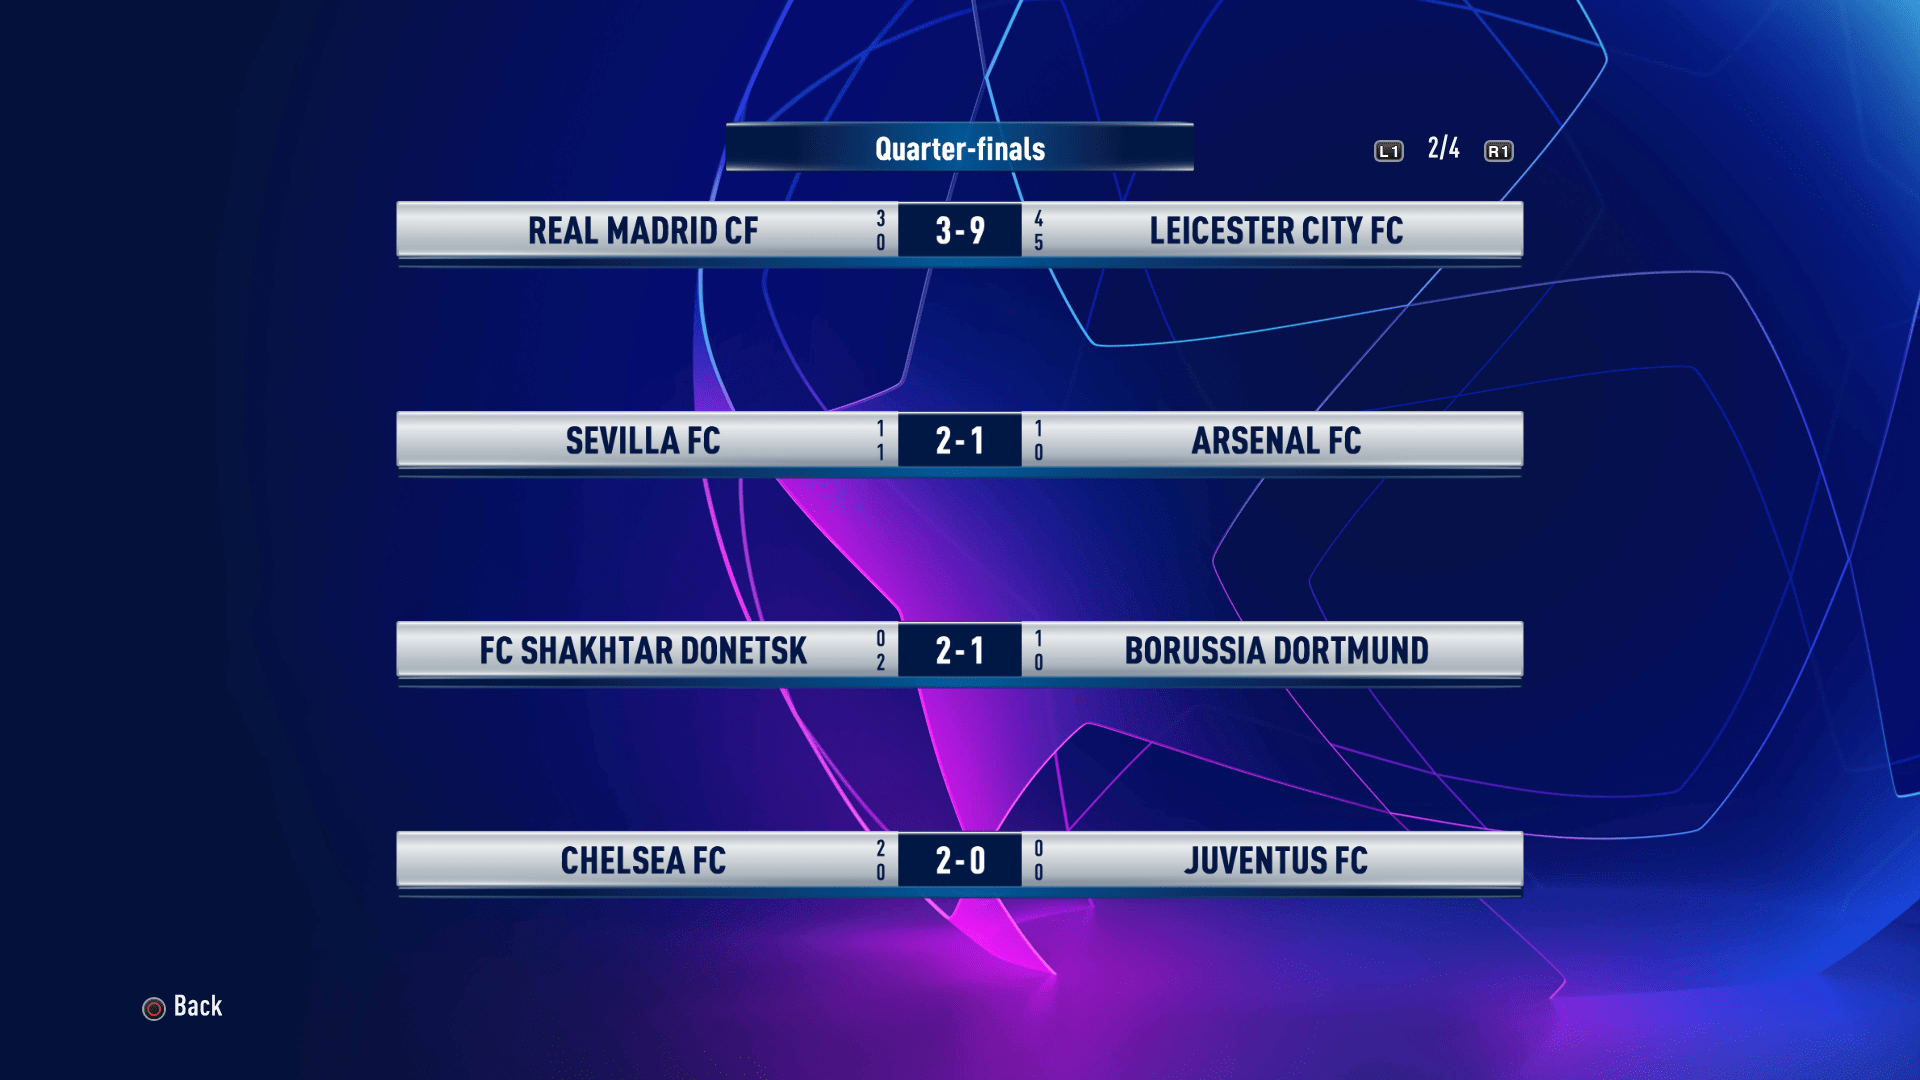 Quarter-finals
L1 2/4 R1
REAL MADRID CF 3 0 3-9 4 5 LEICESTER CITY FC
SEVILLA FC 1 1 2-1 1 0 ARSENAL FC
FC SHAKHTAR DONETSK 0 2 2-1 1 0 BORUSSIA DORTMUND
CHELSEA FC 2 0 2-0 0 0 JUVENTUS FC
Back